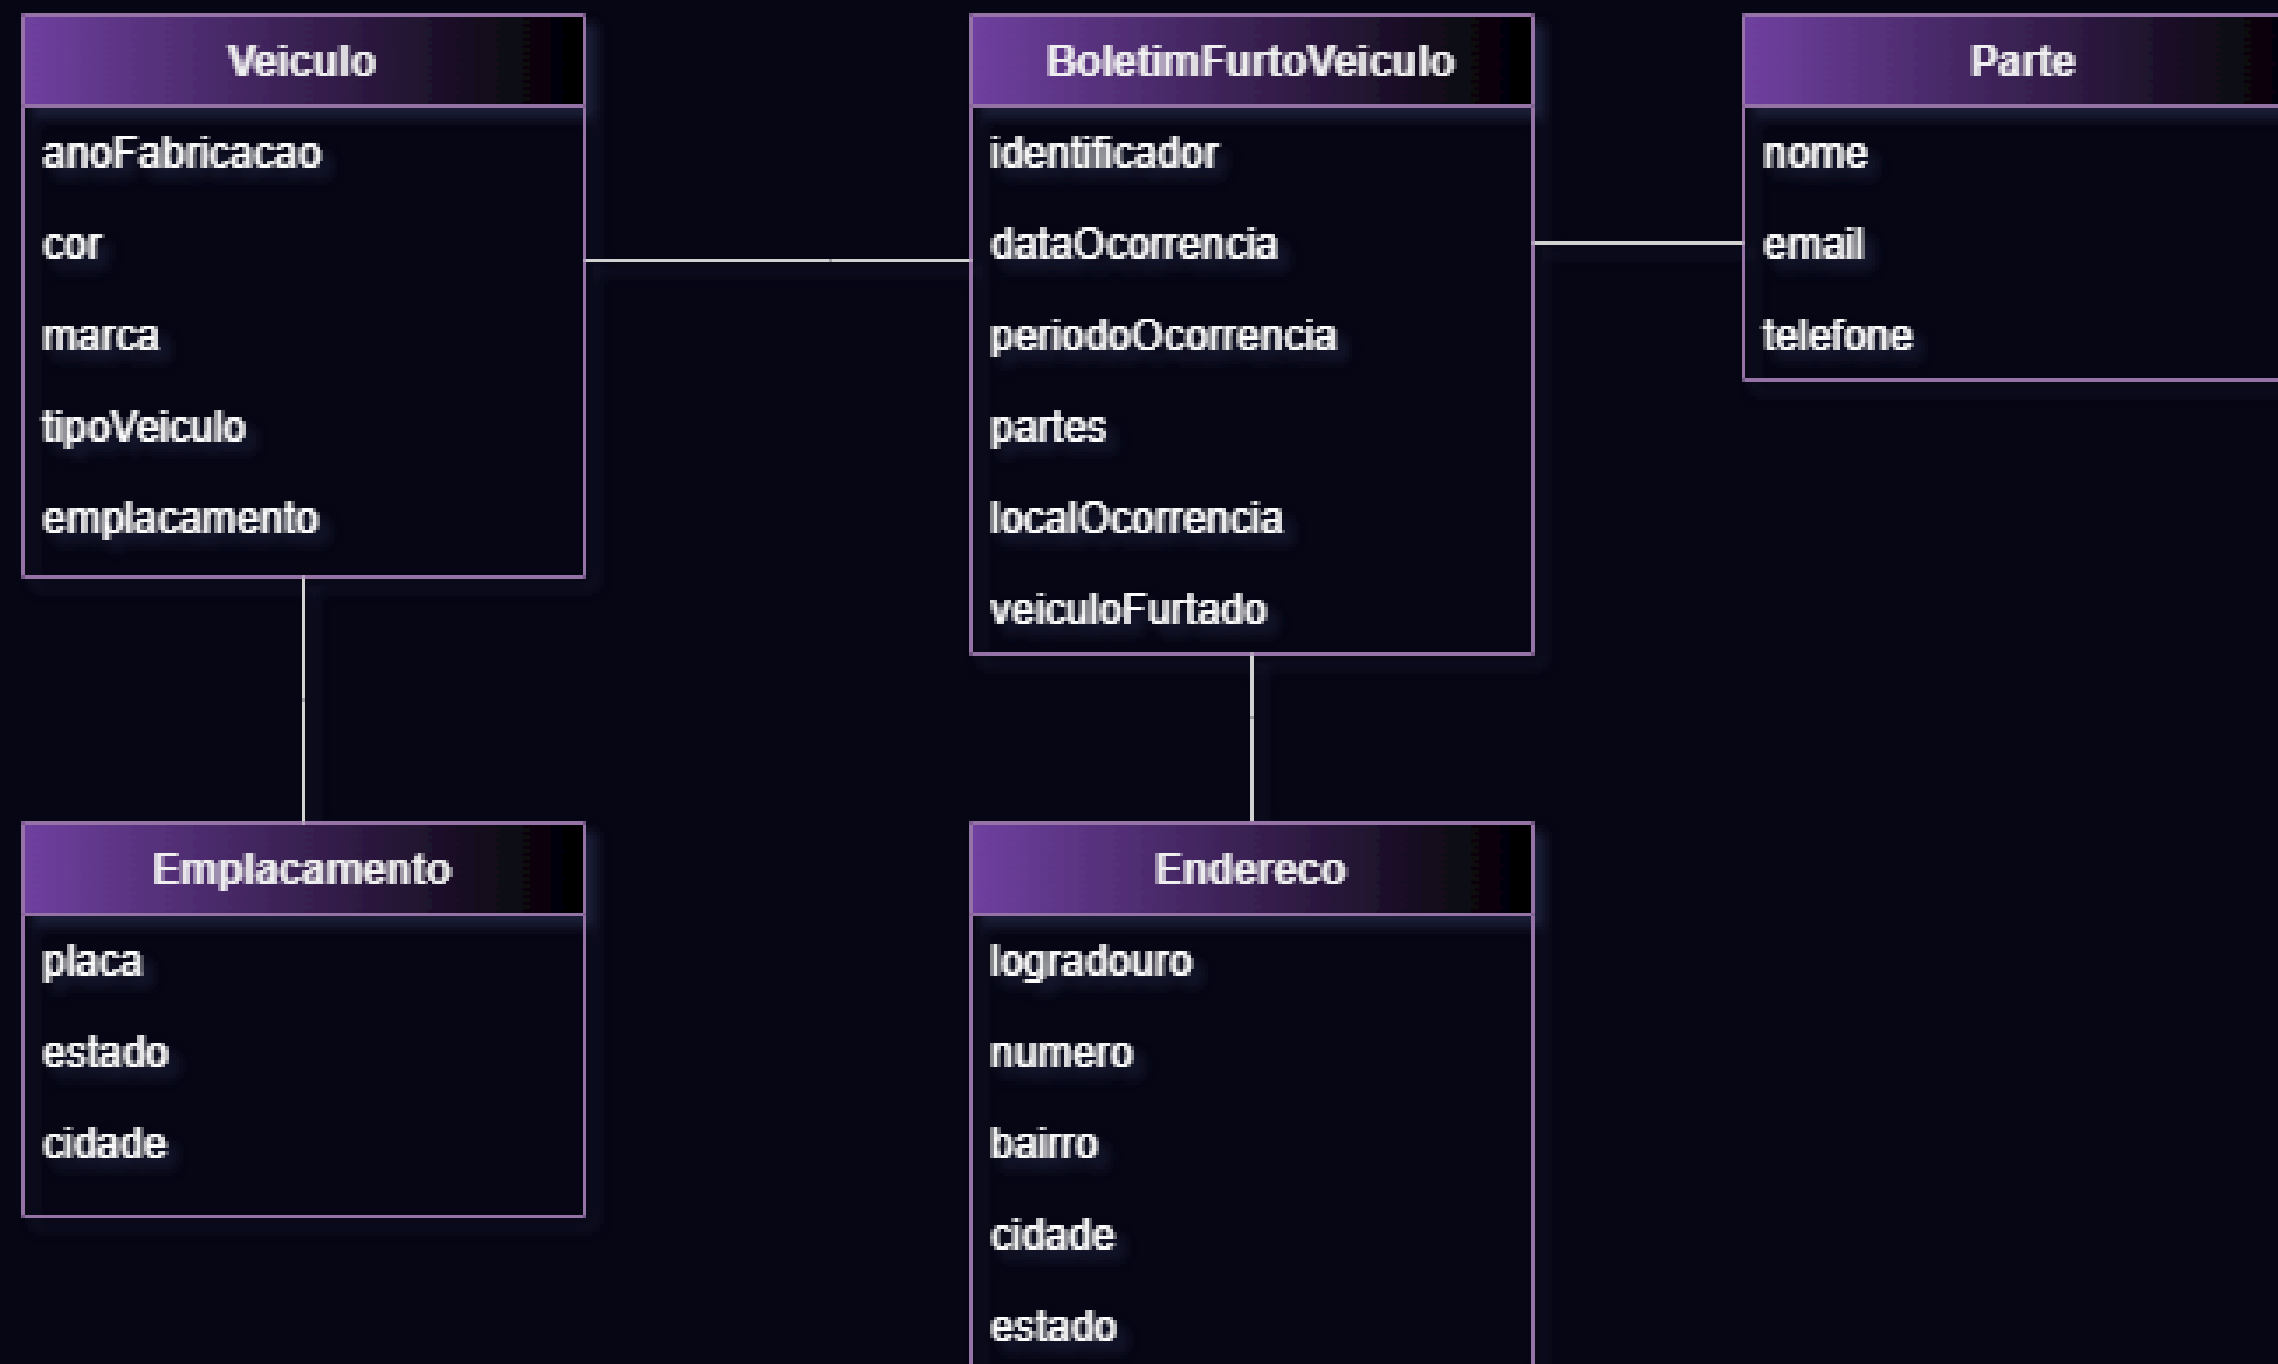 Veiculo
anoFabricacao
cor
marca
tipoVeiculo
emplacamento
BoletimFurtoVeiculo
identificador
dataOcorrencia
periodoOcorrencia
partes
localOcorrencia
veiculoFurtado
Parte
nome
email
telefone
Emplacamento
placa
estado
cidade
Endereco
logradouro
numero
bairro
cidade
estado